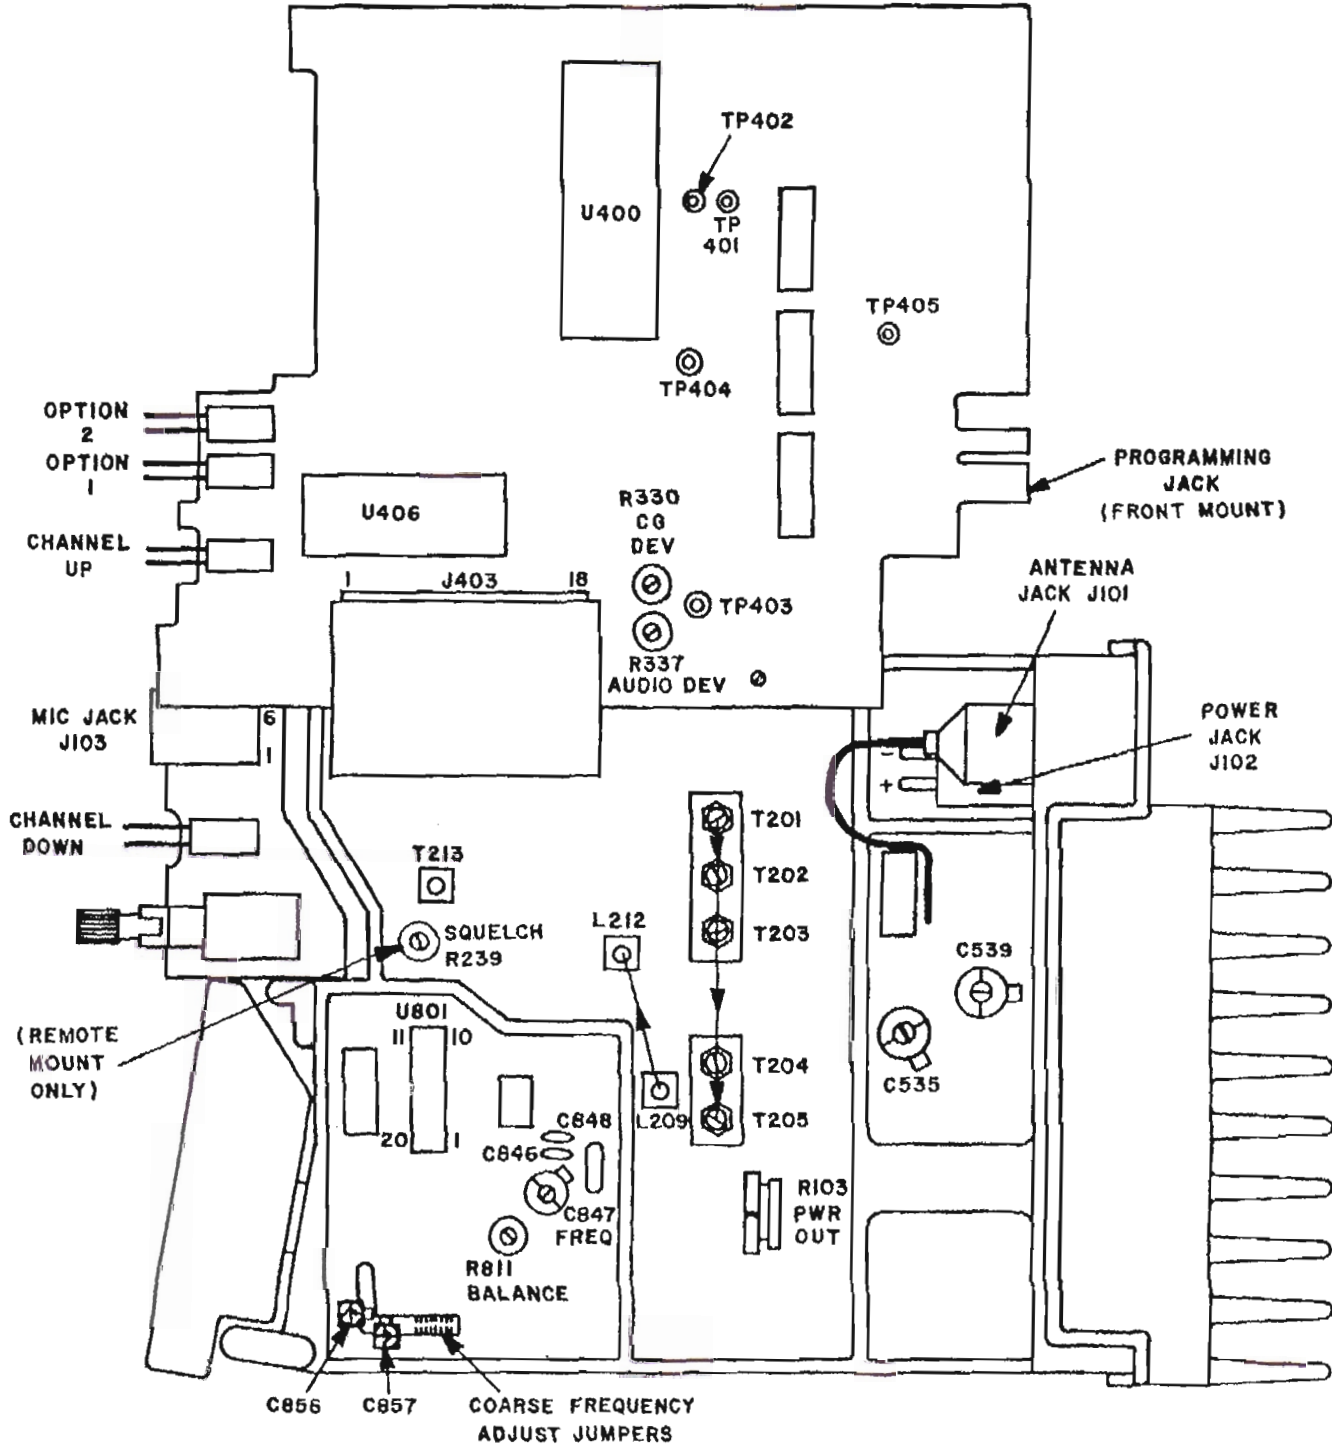 TP402
U400
TP
401
TP405
TP404
OPTION
2
OPTION
1
PROGRAMMING
JACK
(FRONT MOUNT)
U406
R330
CG
DEV
CHANNEL
UP
1 J403 18
ANTENNA
JACK J101
TP403
R337
AUDIO DEV
MIC JACK
J103
6
1
POWER
JACK
J102
-
+
CHANNEL
DOWN
T201
T213
T202
L212
SQUELCH
R239
T203
C539
(REMOTE
MOUNT
ONLY)
U801
11 10
T204
C535
20 1
C848
L209
T205
C846
C847
FREQ
R103
PWR
OUT
R811
BALANCE
C856
C857
COARSE FREQUENCY
ADJUST JUMPERS